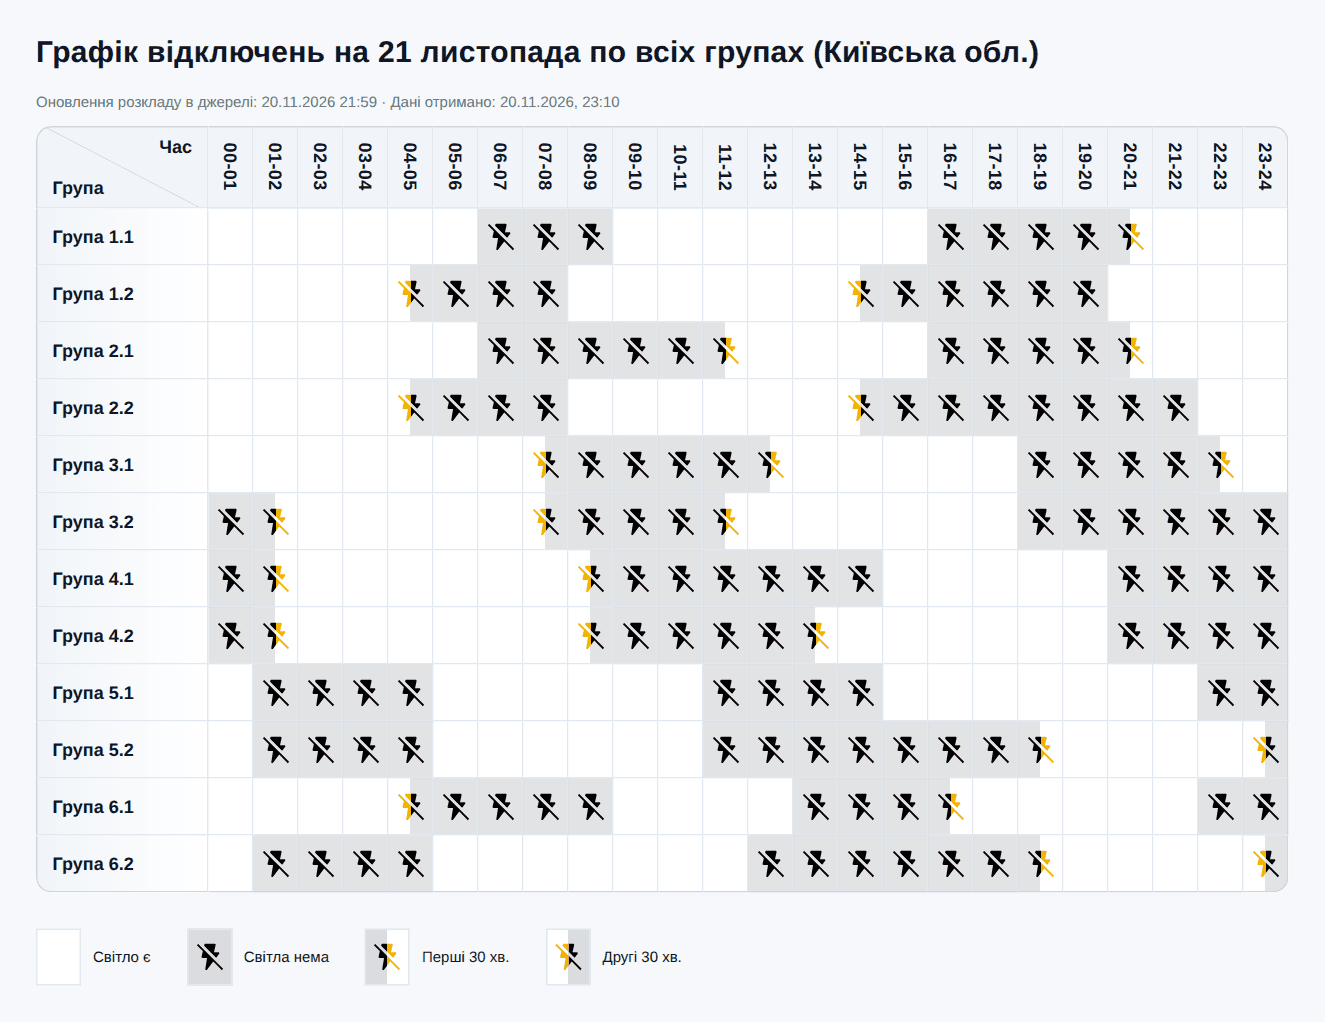 Графік відключень на 21 листопада по всіх групах (Київська обл.)
Оновлення розкладу в джерелі: 20.11.2026 21:59 · Дані отримано: 20.11.2026, 23:10
Час
Група
00-01 01-02 02-03 03-04 04-05 05-06 06-07 07-08 08-09 09-10 10-11 11-12 12-13 13-14 14-15 15-16 16-17 17-18 18-19 19-20 20-21 21-22 22-23 23-24
Група 1.1
Група 1.2
Група 2.1
Група 2.2
Група 3.1
Група 3.2
Група 4.1
Група 4.2
Група 5.1
Група 5.2
Група 6.1
Група 6.2
Світло є Світла нема Перші 30 хв. Другі 30 хв.